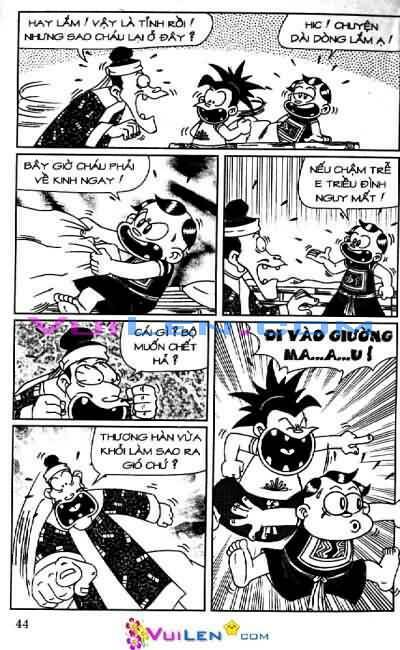 HAY LẮM! VẬY LÀ TỈNH RỒI!
NHƯNG SAO CHÁU LẠI Ở ĐÂY?
HIC! CHUYỆN
DÀI DÒNG LẮM Ạ!
BÂY GIỜ CHÁU PHẢI
VỀ KINH NGAY!
NẾU CHẬM TRỄ
E TRIỀU ĐÌNH
NGUY MẤT!
VUILEN.COM
CÁI GÌ? BỘ
MUỐN CHẾT
HẢ?
ĐI VÀO GIƯỜNG
MA...A...U!
THƯƠNG HÀN VỪA
KHỎI LÀM SAO RA
GIÓ CHỨ?
44
VUILEN.COM